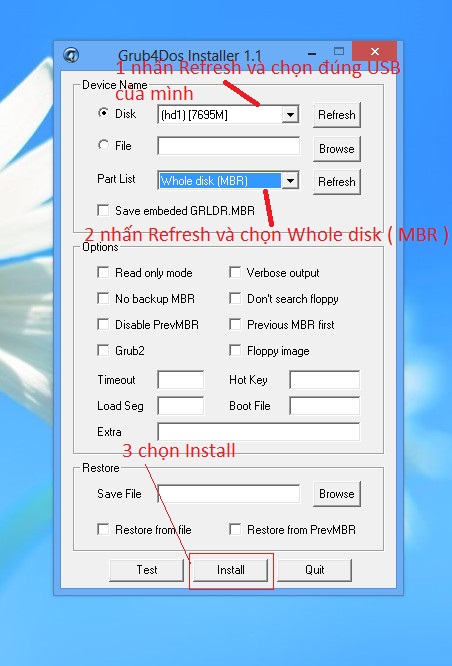 Grub4Dos Installer 1.1
1 nhấn Refresh và chọn đúng USB
của mình
Device Name
Disk
(hd1) [7695M]
Refresh
File
Browse
Part List
Whole disk (MBR)
Refresh
Save embeded GRLDR.MBR
2 nhấn Refresh và chọn Whole disk ( MBR )
Options
Read only mode
Verbose output
No backup MBR
Don't search floppy
Disable PrevMBR
Previous MBR first
Grub2
Floppy image
Timeout
Hot Key
Load Seg
Boot File
Extra
3 chọn Install
Restore
Save File
Browse
Restore from file
Restore from PrevMBR
Test
Install
Quit